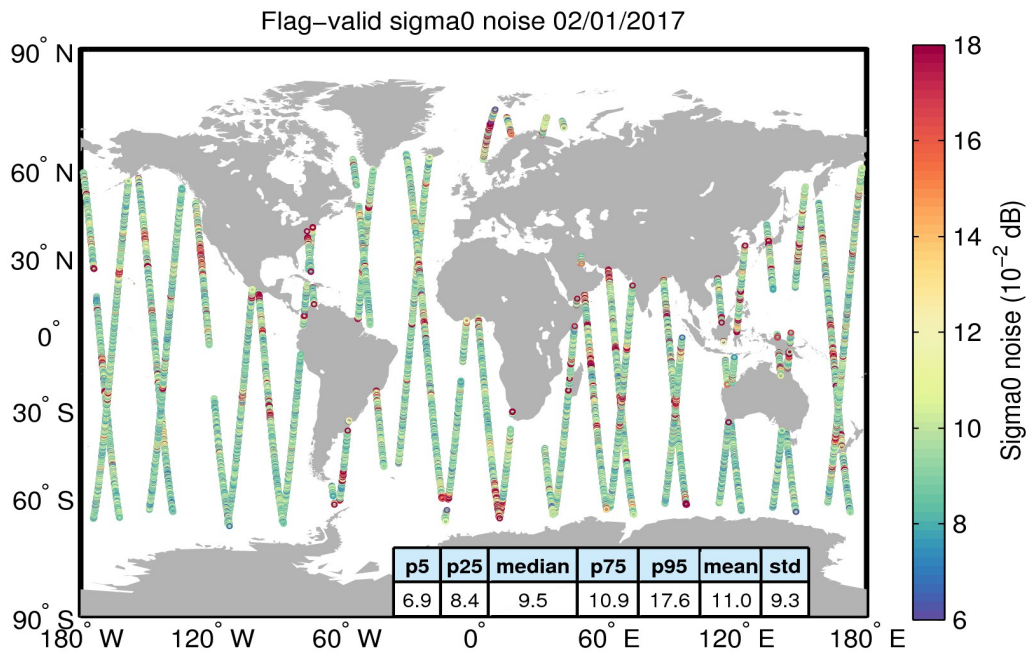 Flag−valid sigma0 noise 02/01/2017
90° N
60° N
30° N
0°
30° S
60° S
90° S
180° W
120° W
60° W
0°
60° E
120° E
180° E
p5 p25 median p75 p95 mean std
6.9 8.4 9.5 10.9 17.6 11.0 9.3
18
16
14
12
10
8
6
Sigma0 noise (10⁻² dB)